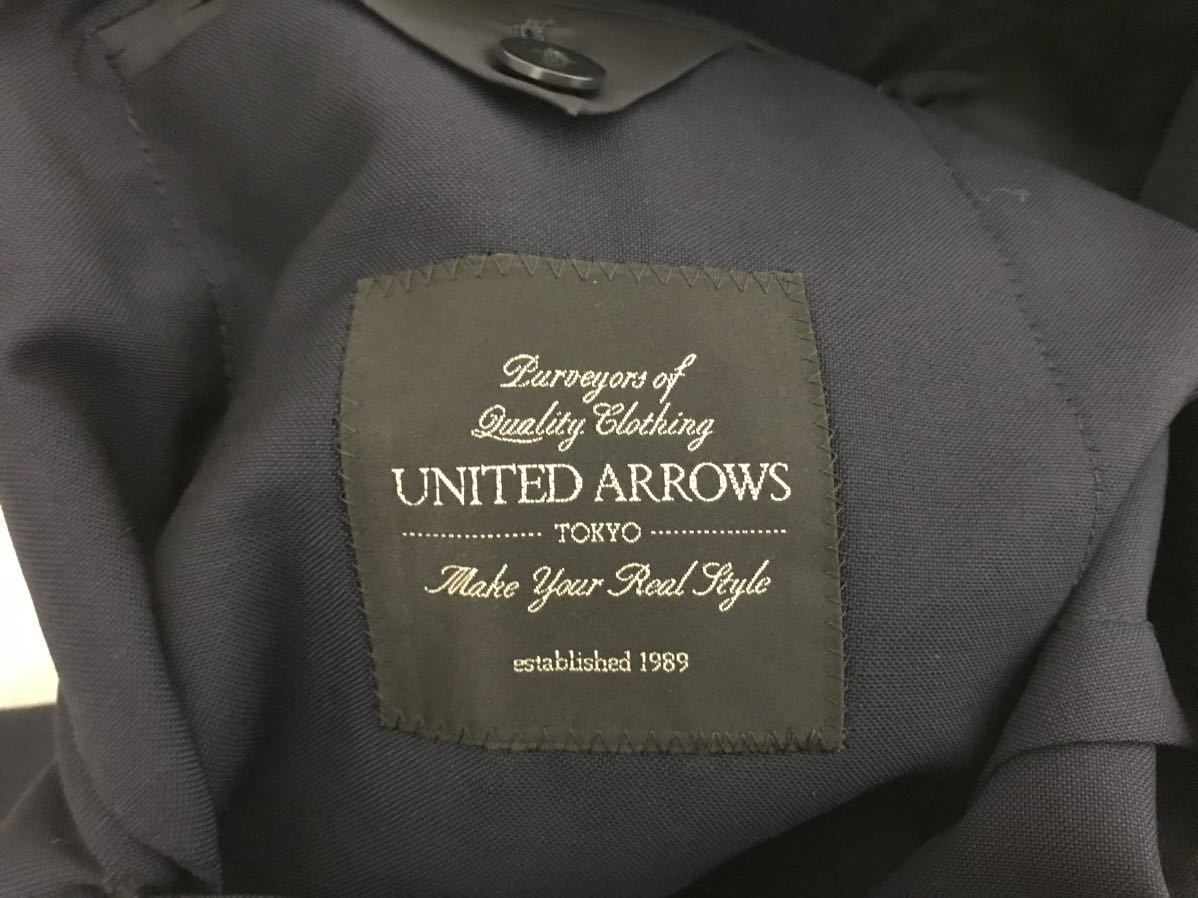 Purveyors of
Quality Clothing
UNITED ARROWS
TOKYO
Make Your Real Style
established 1989